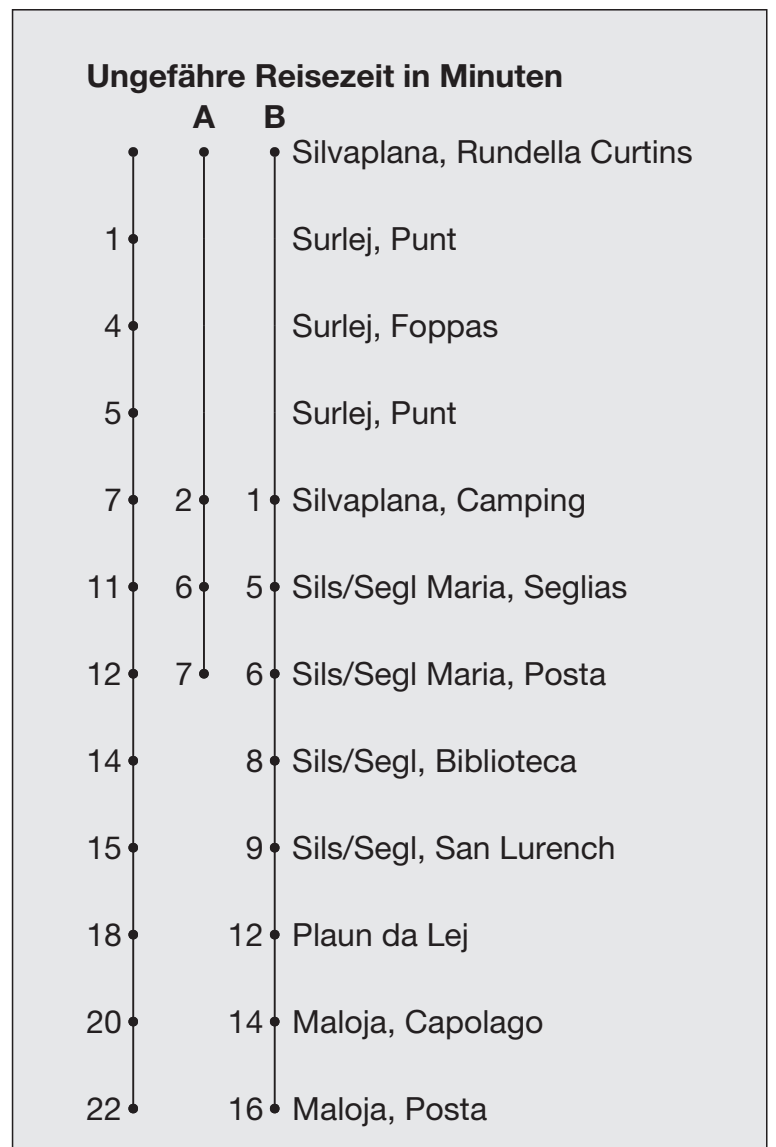 Ungefähre Reisezeit in Minuten
A B
Silvaplana, Rundella Curtins
1 Surlej, Punt
4 Surlej, Foppas
5 Surlej, Punt
7 2 1 Silvaplana, Camping
11 6 5 Sils/Segl Maria, Seglias
12 7 6 Sils/Segl Maria, Posta
14 8 Sils/Segl, Biblioteca
15 9 Sils/Segl, San Lurench
18 12 Plaun da Lej
20 14 Maloja, Capolago
22 16 Maloja, Posta